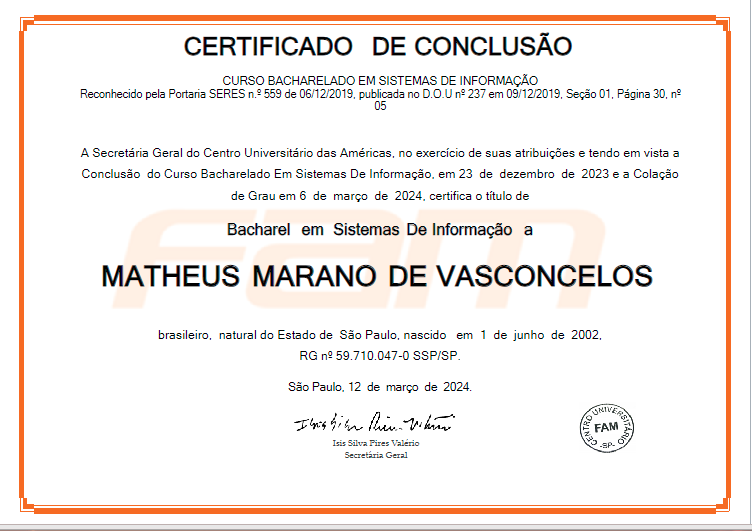 CERTIFICADO DE CONCLUSÃO
CURSO BACHARELADO EM SISTEMAS DE INFORMAÇÃO
Reconhecido pela Portaria SERES n.º 559 de 06/12/2019, publicada no D.O.U nº 237 em 09/12/2019, Seção 01, Página 30, nº
05
A Secretária Geral do Centro Universitário das Américas, no exercício de suas atribuições e tendo em vista a
Conclusão do Curso Bacharelado Em Sistemas De Informação, em 23 de dezembro de 2023 e a Colação
de Grau em 6 de março de 2024, certifica o título de
Bacharel em Sistemas De Informação a
fam
MATHEUS MARANO DE VASCONCELOS
brasileiro, natural do Estado de São Paulo, nascido em 1 de junho de 2002,
RG nº 59.710.047-0 SSP/SP.
São Paulo, 12 de março de 2024.
Isis Silva Pires Valério
Isis Silva Pires Valério
Secretária Geral
CENTRO UNIVERSITÁRIO
FAM
-SP-